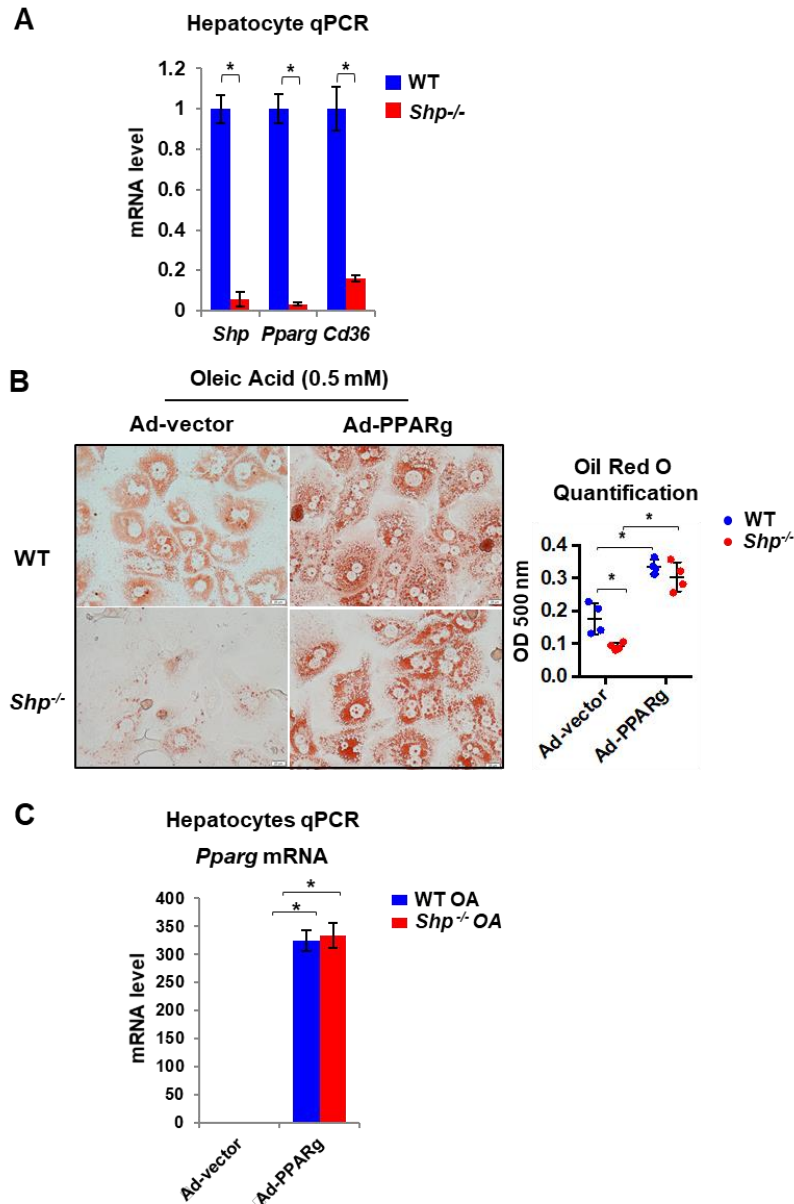 A
Hepatocyte qPCR
mRNA level
1.2
1
0.8
0.6
0.4
0.2
0
*
*
*
WT
Shp-/-
Shp Pparg Cd36
B
Oleic Acid (0.5 mM)
Ad-vector Ad-PPARg
WT
Shp-/-
Oil Red O
Quantification
WT
Shp-/-
*
*
*
OD 500 nm
0.4
0.3
0.2
0.1
0.0
Ad-vector
Ad-PPARg
C
Hepatocytes qPCR
Pparg mRNA
mRNA level
400
350
300
250
200
150
100
50
0
*
*
WT OA
Shp-/- OA
Ad-vector
Ad-PPARg